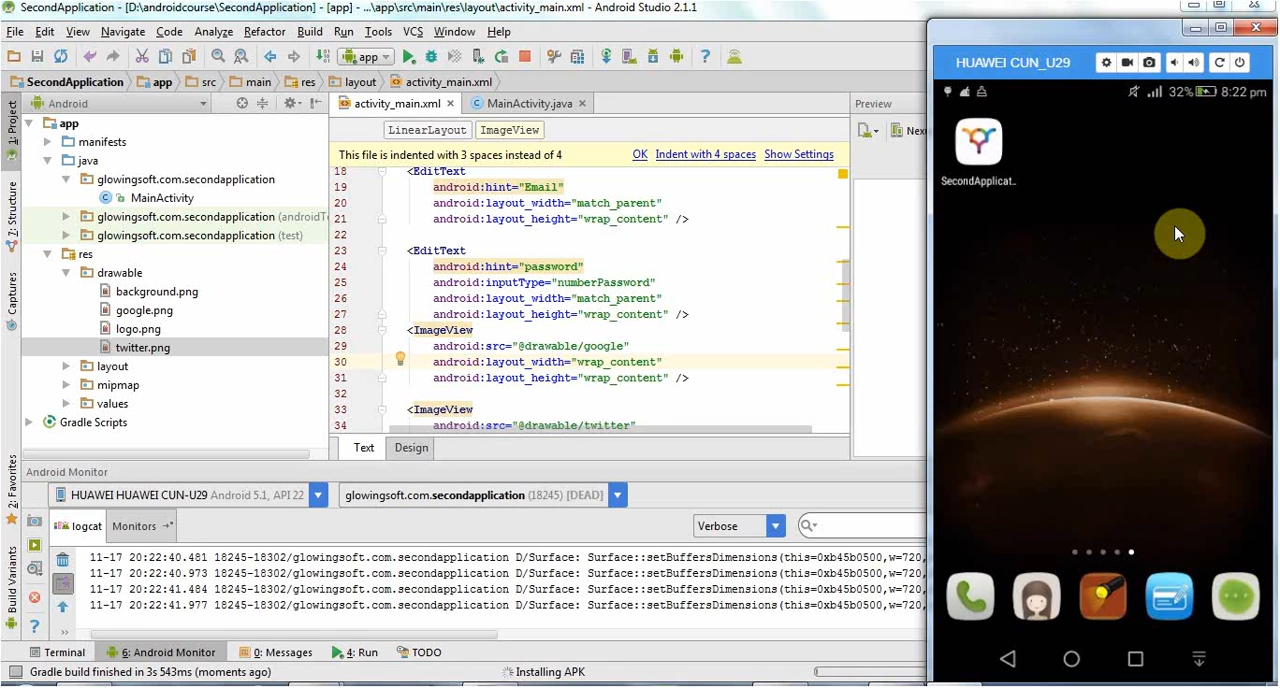 SecondApplication - [D:\androidcourse\SecondApplication] - [app] - ...\app\src\main\res\layout\activity_main.xml - Android Studio 2.1.1
File Edit View Navigate Code Analyze Refactor Build Run Tools VCS Window Help
app
SecondApplication app src main res layout activity_main.xml
1: Project
Z: Structure
Captures
2: Favorites
Build Variants
Android
app
manifests
java
glowingsoft.com.secondapplication
MainActivity
glowingsoft.com.secondapplication (androidTe
glowingsoft.com.secondapplication (test)
res
drawable
background.png
google.png
logo.png
twitter.png
layout
mipmap
values
Gradle Scripts
activity_main.xml MainActivity.java
LinearLayout ImageView
This file is indented with 3 spaces instead of 4 OK Indent with 4 spaces Show Settings
18 <EditText
19 android:hint="Email"
20 android:layout_width="match_parent"
21 android:layout_height="wrap_content" />
22
23 <EditText
24 android:hint="password"
25 android:inputType="numberPassword"
26 android:layout_width="match_parent"
27 android:layout_height="wrap_content" />
28 <ImageView
29 android:src="@drawable/google"
30 android:layout_width="wrap_content"
31 android:layout_height="wrap_content" />
32
33 <ImageView
34 android:src="@drawable/twitter"
Text Design
Preview
Nex
Android Monitor
HUAWEI HUAWEI CUN-U29 Android 5.1, API 22 glowingsoft.com.secondapplication (18245) [DEAD]
logcat Monitors Verbose
11-17 20:22:40.481 18245-18302/glowingsoft.com.secondapplication D/Surface: Surface::setBuffersDimensions(this=0xb45b0500,w=720,
11-17 20:22:40.973 18245-18302/glowingsoft.com.secondapplication D/Surface: Surface::setBuffersDimensions(this=0xb45b0500,w=720,
11-17 20:22:41.484 18245-18302/glowingsoft.com.secondapplication D/Surface: Surface::setBuffersDimensions(this=0xb45b0500,w=720,
11-17 20:22:41.977 18245-18302/glowingsoft.com.secondapplication D/Surface: Surface::setBuffersDimensions(this=0xb45b0500,w=720,
Terminal 6: Android Monitor 0: Messages 4: Run TODO
Gradle build finished in 3s 543ms (moments ago) Installing APK
HUAWEI CUN_U29
32% 8:22 pm
SecondApplicat..